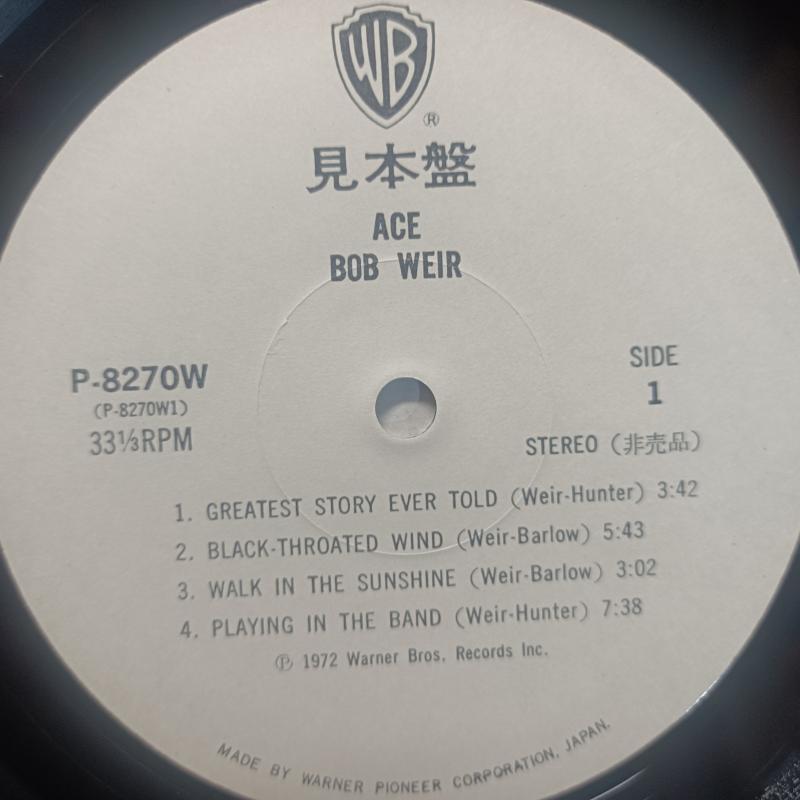 WB
®
見本盤
ACE
BOB WEIR
P-8270W
(P-8270W1)
33⅓RPM
SIDE
1
STEREO (非売品)
1. GREATEST STORY EVER TOLD (Weir-Hunter) 3:42
2. BLACK-THROATED WIND (Weir-Barlow) 5:43
3. WALK IN THE SUNSHINE (Weir-Barlow) 3:02
4. PLAYING IN THE BAND (Weir-Hunter) 7:38
℗ 1972 Warner Bros. Records Inc.
MADE BY WARNER PIONEER CORPORATION, JAPAN.